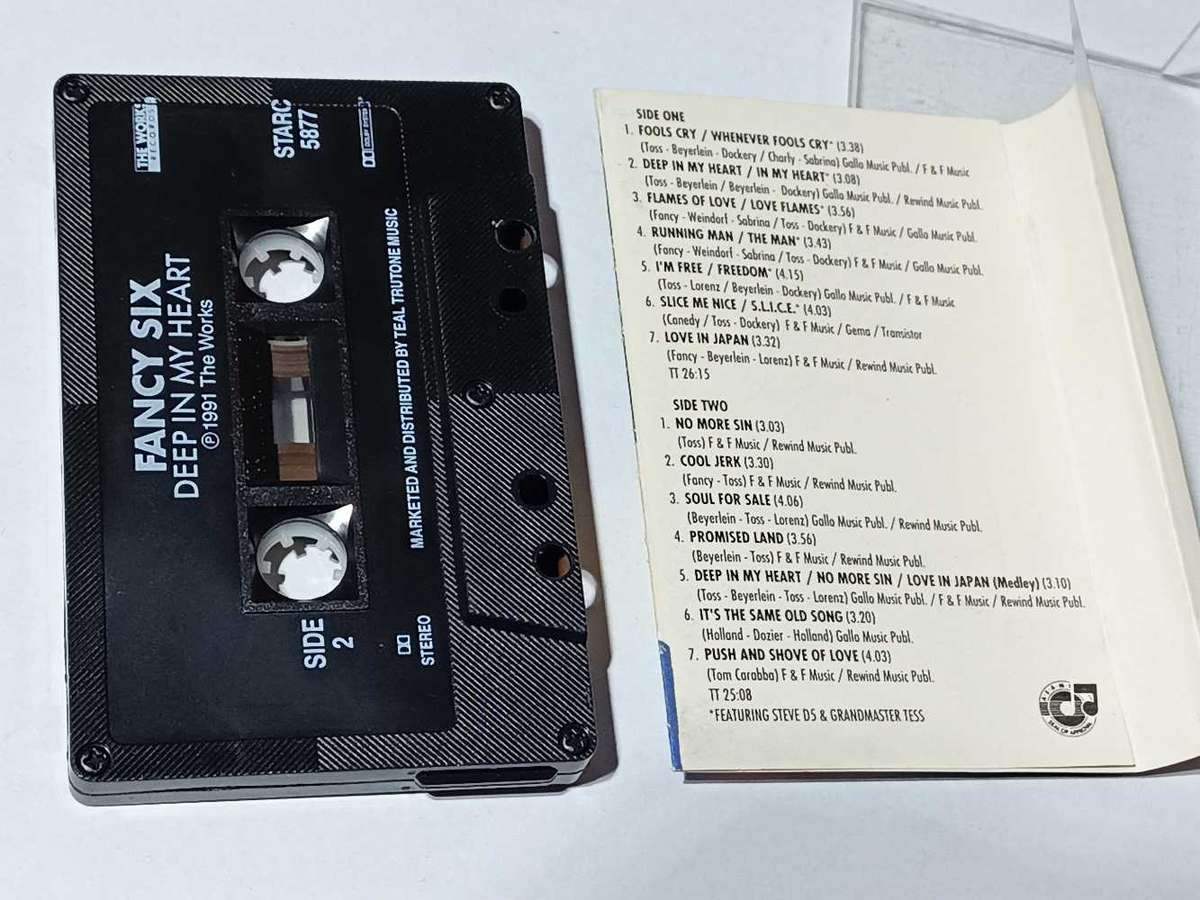 THE WORKS
RECORDS
STARC
5877
DOLBY SYSTEM
FANCY SIX
DEEP IN MY HEART
℗ 1991 The Works
MARKETED AND DISTRIBUTED BY TEAL TRUTONE MUSIC
SIDE
2
STEREO
SIDE ONE
1. FOOLS CRY / WHENEVER FOOLS CRY* (3.38)
(Toss - Beyerlein - Dockery / Charly - Sabrina) Gallo Music Publ. / F & F Music
2. DEEP IN MY HEART / IN MY HEART* (3.08)
(Toss - Beyerlein / Beyerlein - Dockery) Gallo Music Publ. / Rewind Music Publ.
3. FLAMES OF LOVE / LOVE FLAMES* (3.56)
(Fancy - Weindorf - Sabrina / Toss - Dockery) F & F Music / Gallo Music Publ.
4. RUNNING MAN / THE MAN* (3.43)
(Fancy - Weindorf - Sabrina / Toss - Dockery) F & F Music / Gallo Music Publ.
5. I'M FREE / FREEDOM* (4.15)
(Toss - Lorenz / Beyerlein - Dockery) Gallo Music Publ. / F & F Music
6. SLICE ME NICE / S.L.I.C.E.* (4.03)
(Canedy / Toss - Dockery) F & F Music / Gema / Transistor
7. LOVE IN JAPAN (3.32)
(Fancy - Beyerlein - Lorenz) F & F Music / Rewind Music Publ.
TT 26:15
SIDE TWO
1. NO MORE SIN (3.03)
(Toss) F & F Music / Rewind Music Publ.
2. COOL JERK (3.30)
(Fancy - Toss) F & F Music / Rewind Music Publ.
3. SOUL FOR SALE (4.06)
(Beyerlein - Toss - Lorenz) Gallo Music Publ. / Rewind Music Publ.
4. PROMISED LAND (3.56)
(Beyerlein - Toss) F & F Music / Rewind Music Publ.
5. DEEP IN MY HEART / NO MORE SIN / LOVE IN JAPAN (Medley) (3.10)
(Toss - Beyerlein - Toss - Lorenz) Gallo Music Publ. / F & F Music / Rewind Music Publ.
6. IT'S THE SAME OLD SONG (3.20)
(Holland - Dozier - Holland) Gallo Music Publ.
7. PUSH AND SHOVE OF LOVE (4.03)
(Tom Carabba) F & F Music / Rewind Music Publ.
TT 25:08
*FEATURING STEVE D5 & GRANDMASTER TESS
SEAL OF APPROVAL